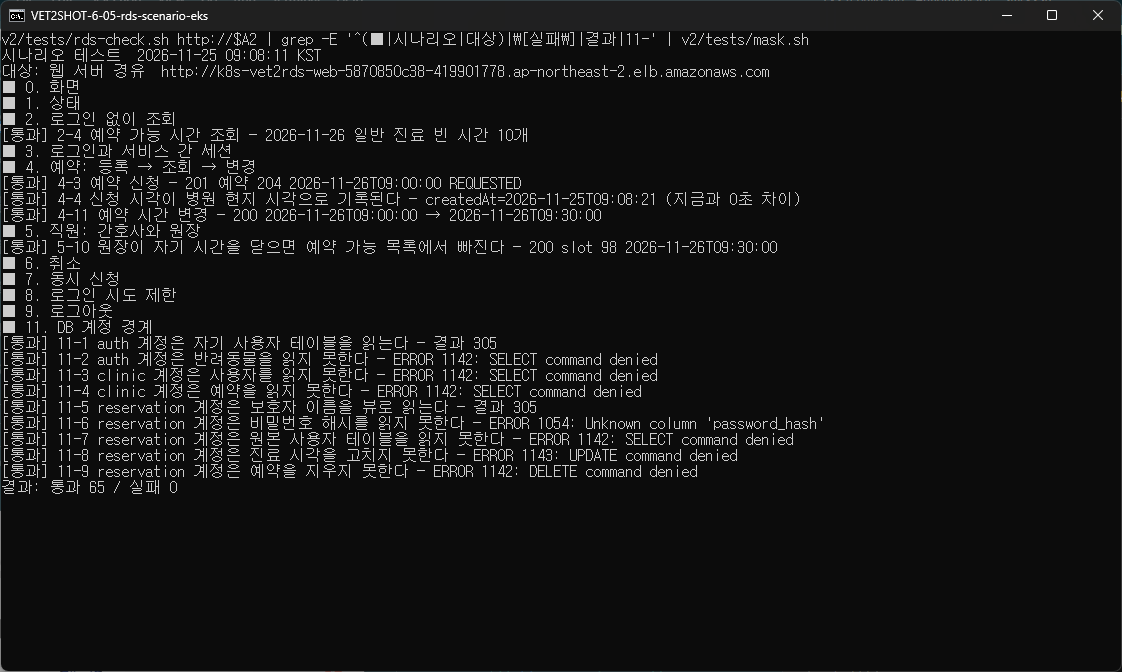 VET2SHOT-6-05-rds-scenario-eks
v2/tests/rds-check.sh http://$A2 | grep -E '^(■|시나리오|대상)|₩[실패₩]|결과|11-' | v2/tests/mask.sh
시나리오 테스트  2026-11-25 09:08:11 KST
대상: 웹 서버 경유  http://k8s-vet2rds-web-5870850c38-419901778.ap-northeast-2.elb.amazonaws.com
■ 0. 화면
■ 1. 상태
■ 2. 로그인 없이 조회
[통과] 2-4 예약 가능 시간 조회 - 2026-11-26 일반 진료 빈 시간 10개
■ 3. 로그인과 서비스 간 세션
■ 4. 예약: 등록 → 조회 → 변경
[통과] 4-3 예약 신청 - 201 예약 204 2026-11-26T09:00:00 REQUESTED
[통과] 4-4 신청 시각이 병원 현지 시각으로 기록된다 - createdAt=2026-11-25T09:08:21 (지금과 0초 차이)
[통과] 4-11 예약 시간 변경 - 200 2026-11-26T09:00:00 → 2026-11-26T09:30:00
■ 5. 직원: 간호사와 원장
[통과] 5-10 원장이 자기 시간을 닫으면 예약 가능 목록에서 빠진다 - 200 slot 98 2026-11-26T09:30:00
■ 6. 취소
■ 7. 동시 신청
■ 8. 로그인 시도 제한
■ 9. 로그아웃
■ 11. DB 계정 경계
[통과] 11-1 auth 계정은 자기 사용자 테이블을 읽는다 - 결과 305
[통과] 11-2 auth 계정은 반려동물을 읽지 못한다 - ERROR 1142: SELECT command denied
[통과] 11-3 clinic 계정은 사용자를 읽지 못한다 - ERROR 1142: SELECT command denied
[통과] 11-4 clinic 계정은 예약을 읽지 못한다 - ERROR 1142: SELECT command denied
[통과] 11-5 reservation 계정은 보호자 이름을 뷰로 읽는다 - 결과 305
[통과] 11-6 reservation 계정은 비밀번호 해시를 읽지 못한다 - ERROR 1054: Unknown column 'password_hash'
[통과] 11-7 reservation 계정은 원본 사용자 테이블을 읽지 못한다 - ERROR 1142: SELECT command denied
[통과] 11-8 reservation 계정은 진료 시각을 고치지 못한다 - ERROR 1143: UPDATE command denied
[통과] 11-9 reservation 계정은 예약을 지우지 못한다 - ERROR 1142: DELETE command denied
결과: 통과 65 / 실패 0